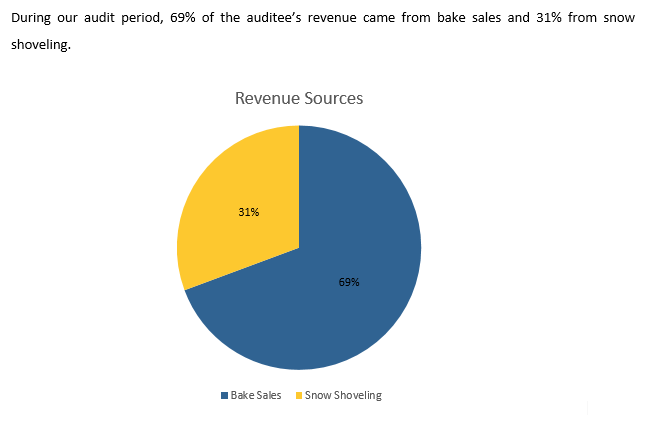 During our audit period, 69% of the auditee’s revenue came from bake sales and 31% from snow
shoveling.
Revenue Sources
31%
69%
Bake Sales Snow Shoveling